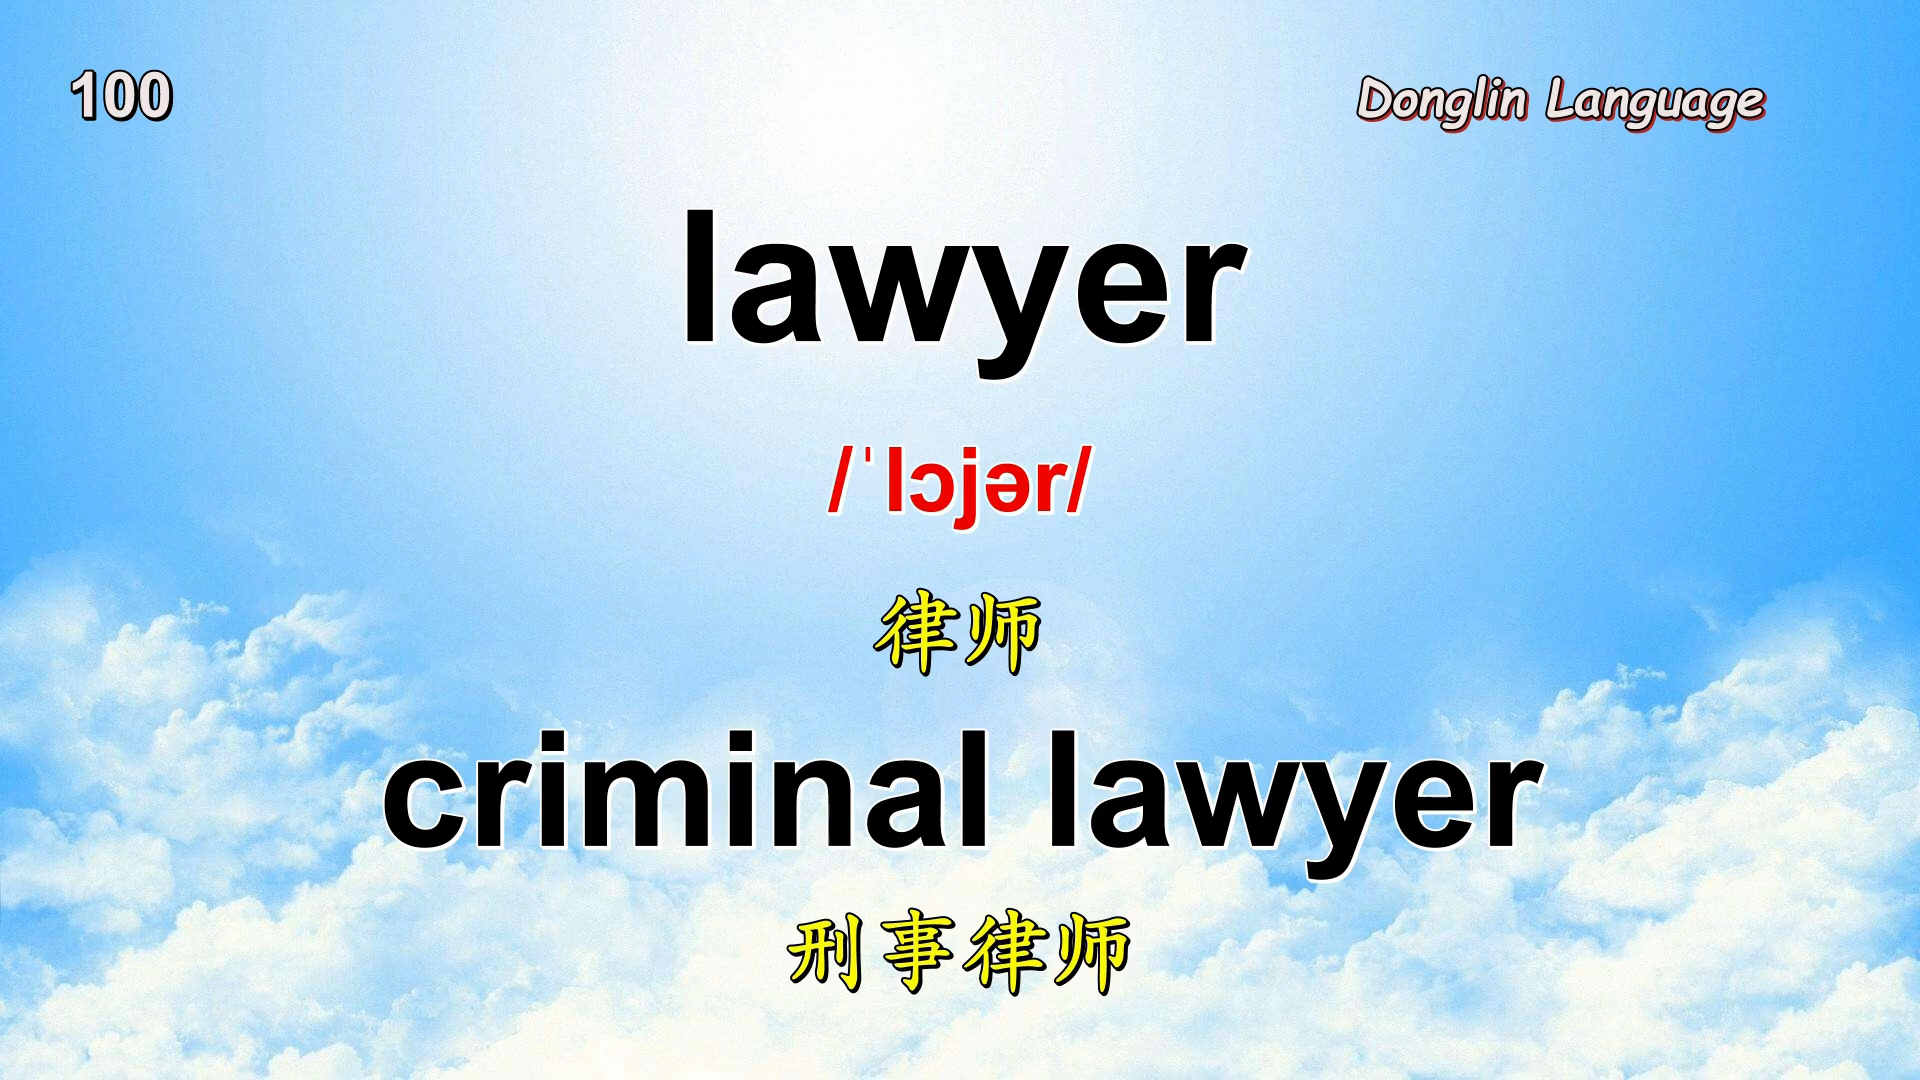 100
Donglin Language
lawyer
/ˈlɔjər/
律师
criminal lawyer
刑事律师